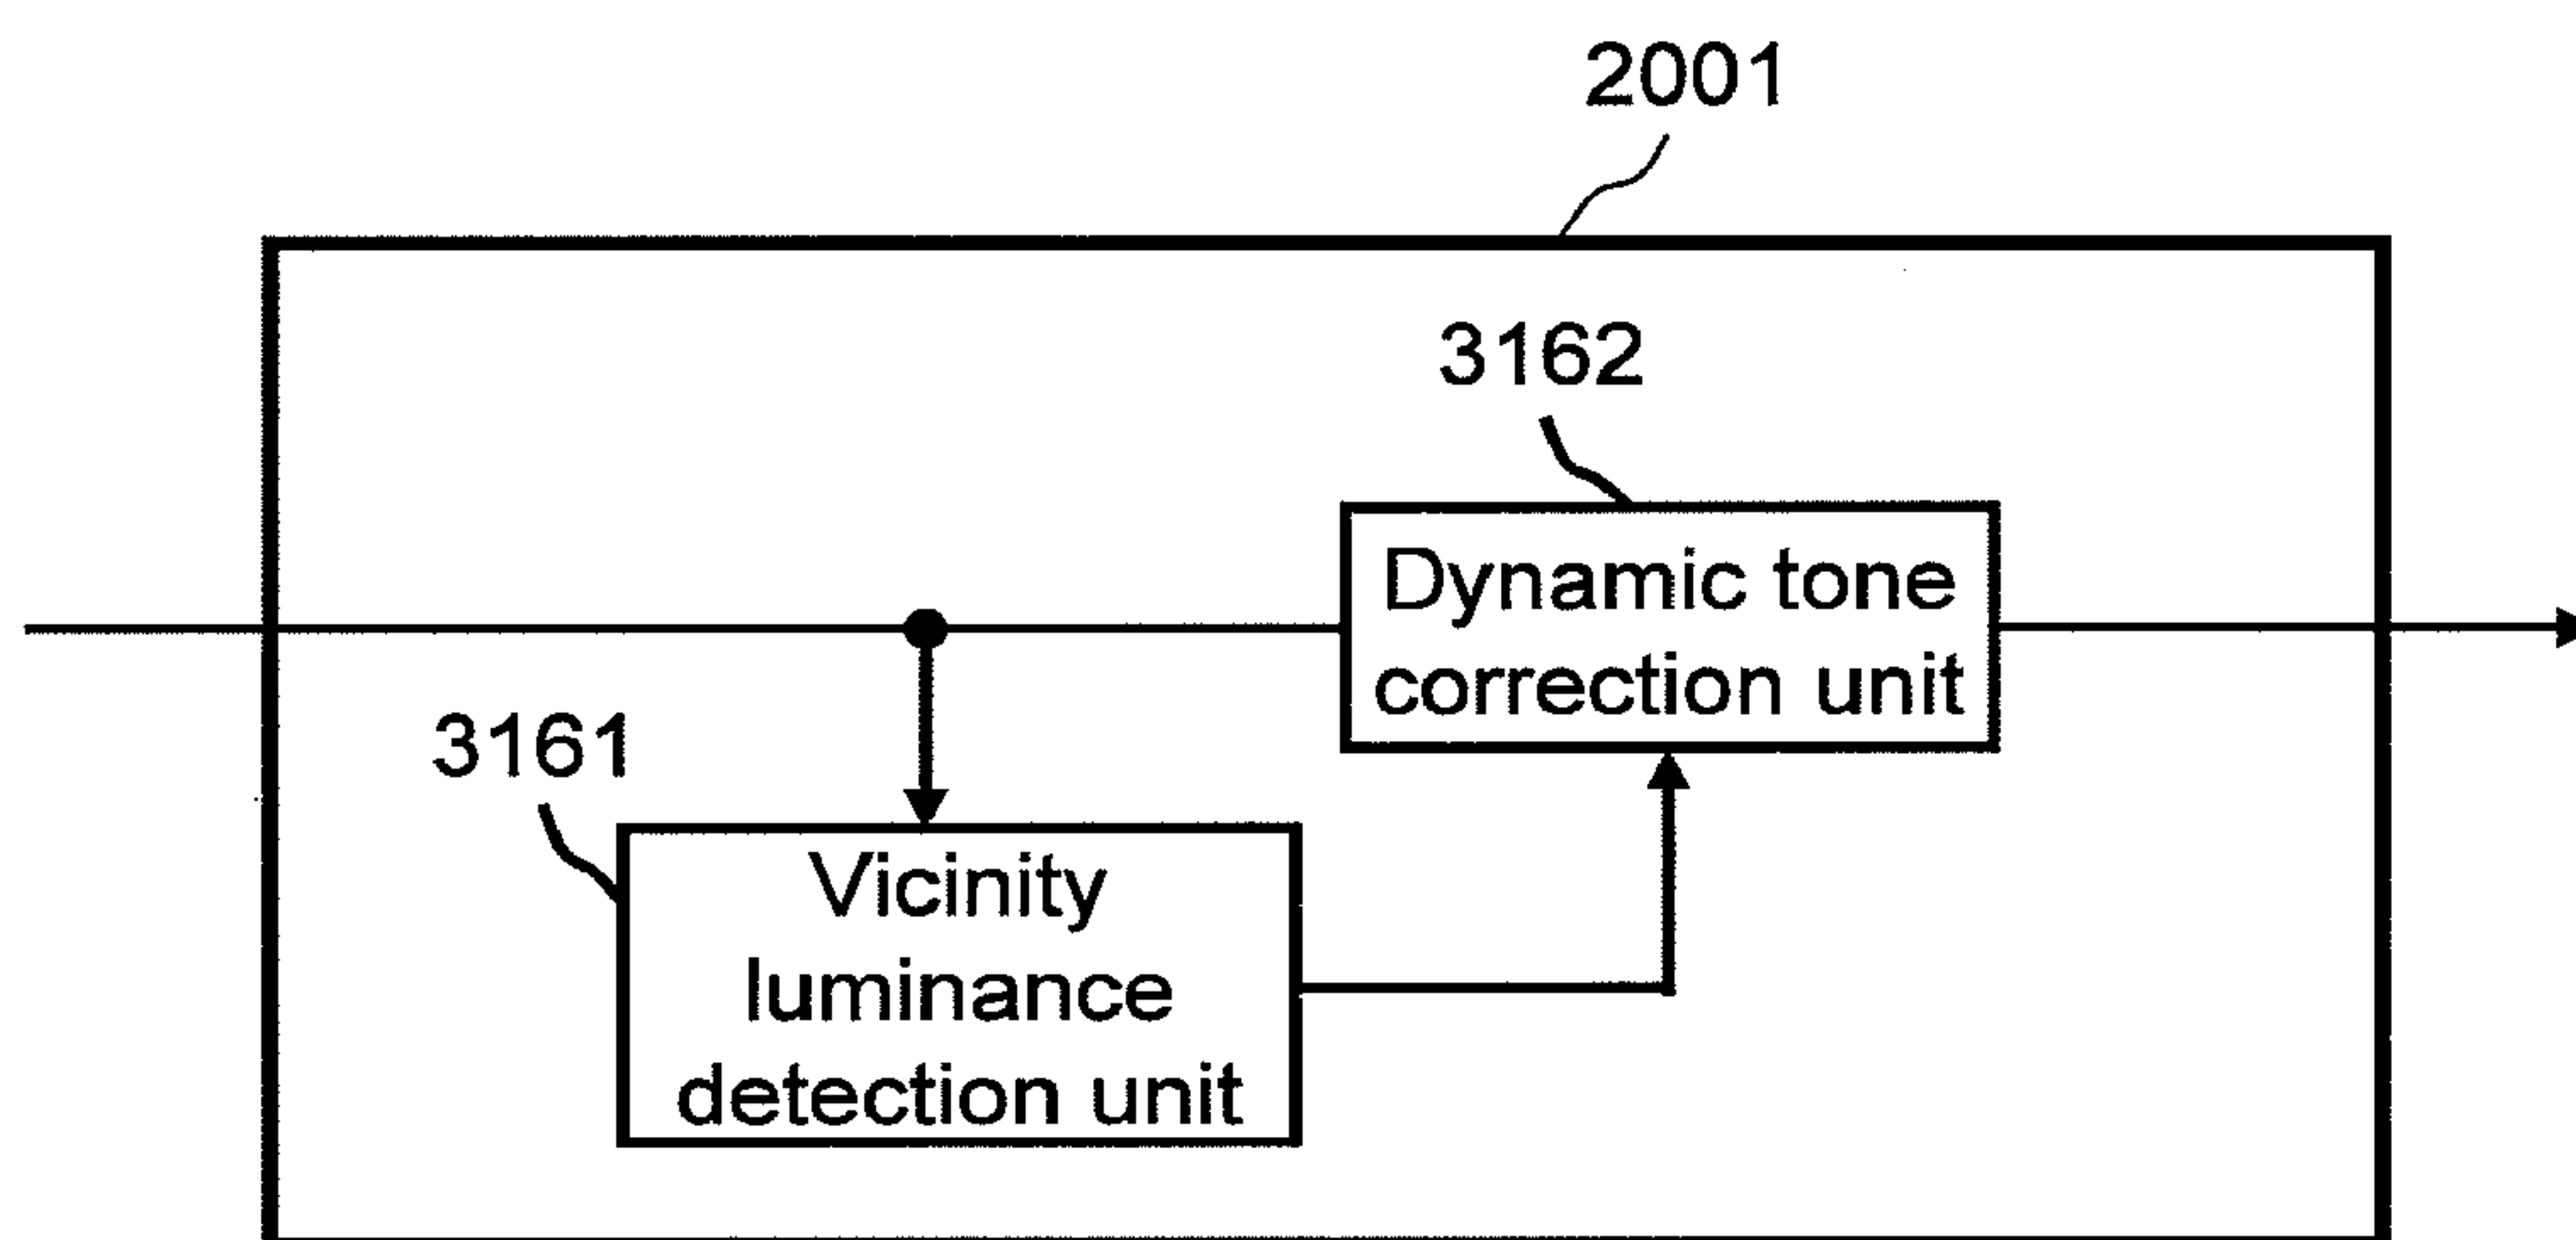 2001
3162
Dynamic tone
correction unit
3161
Vicinity
luminance
detection unit